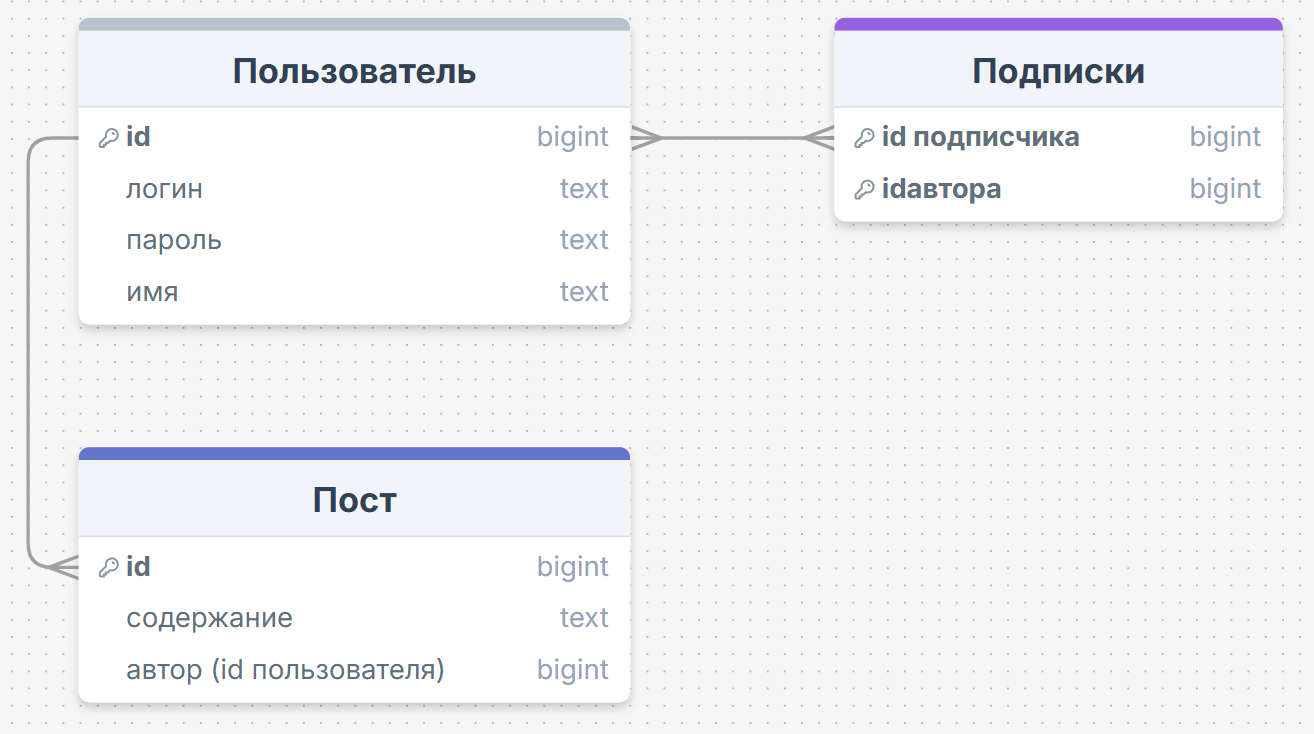 Пользователь
id bigint
логин text
пароль text
имя text
Подписки
id подписчика bigint
idавтора bigint
Пост
id bigint
содержание text
автор (id пользователя) bigint